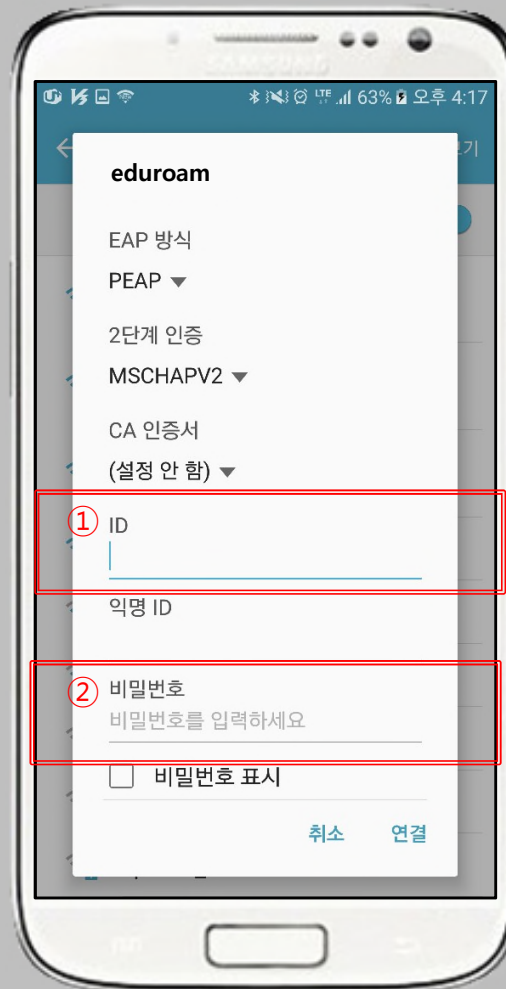 LTE 63% 오후 4:17
eduroam
EAP 방식
PEAP
2단계 인증
MSCHAPV2
CA 인증서
(설정 안 함)
① ID
익명 ID
② 비밀번호
비밀번호를 입력하세요
비밀번호 표시
취소 연결